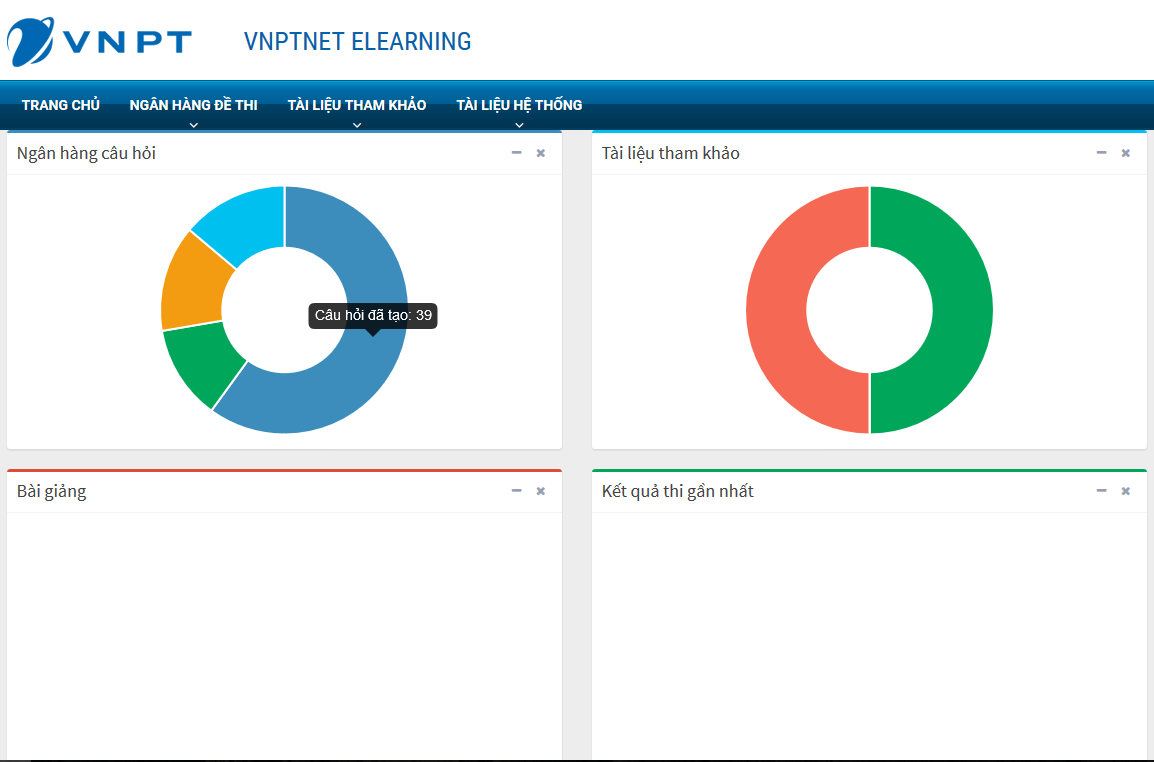 VNPT
VNPTNET ELEARNING
TRANG CHỦ NGÂN HÀNG ĐỀ THI TÀI LIỆU THAM KHẢO TÀI LIỆU HỆ THỐNG
Ngân hàng câu hỏi
Tài liệu tham khảo
Câu hỏi đã tạo: 39
Bài giảng
Kết quả thi gần nhất